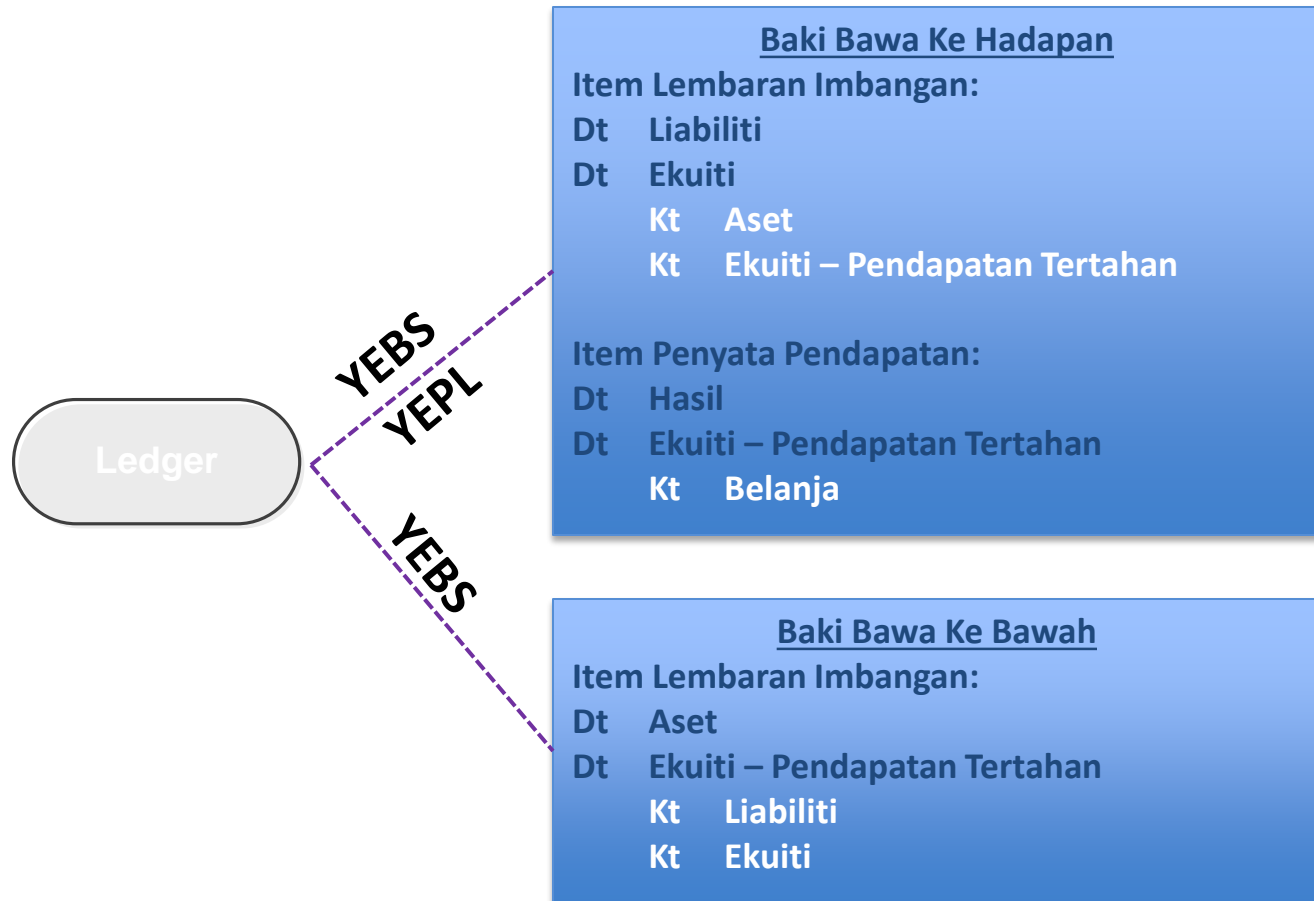 Ledger
YEBS
YEPL
YEBS
Baki Bawa Ke Hadapan
Item Lembaran Imbangan:
Dt Liabiliti
Dt Ekuiti
Kt Aset
Kt Ekuiti – Pendapatan Tertahan
Item Penyata Pendapatan:
Dt Hasil
Dt Ekuiti – Pendapatan Tertahan
Kt Belanja
Baki Bawa Ke Bawah
Item Lembaran Imbangan:
Dt Aset
Dt Ekuiti – Pendapatan Tertahan
Kt Liabiliti
Kt Ekuiti